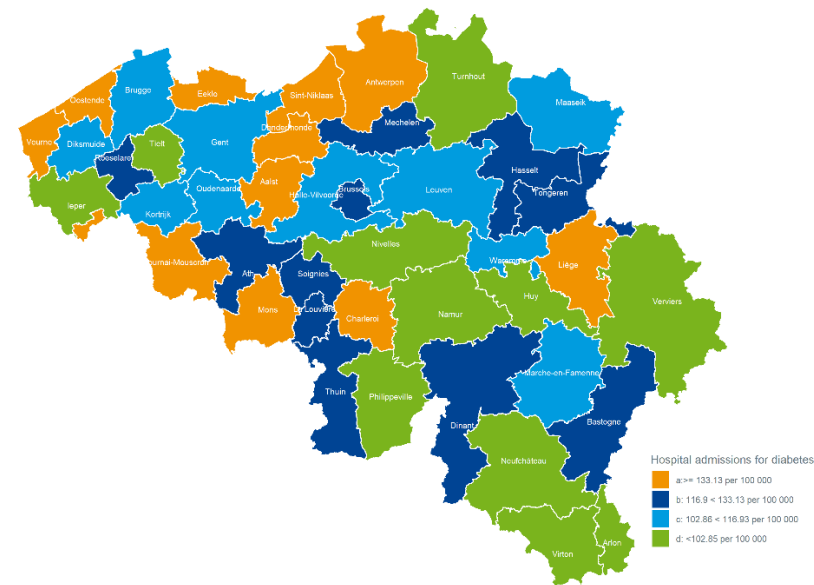 Antwerpon
Turnhout
Brugge
Eeklo
Sint-Niklaas
Oostende
Maaseik
Mechelen
Dendermonde
Veurne
Diksmuide
Tielt
Gent
Roeselare
Hasselt
Aalst
Ieper
Oudenaarde
Halle-Vilvoorde
Brussels
Louvon
Tongeren
Kortrijk
Nivelles
Tournai-Mouscron
Ath
Soignies
Waremme
Liège
Huy
Verviers
Mons
La Louvière
Charleroi
Namur
Marche-en-Famenne
Thuin
Philippeville
Bastogne
Dinant
Neufchâteau
Virton
Arlon
Hospital admissions for diabetes
a:>= 133.13 per 100 000
b: 116.9 < 133.13 per 100 000
c: 102.86 < 116.93 per 100 000
d: <102.85 per 100 000